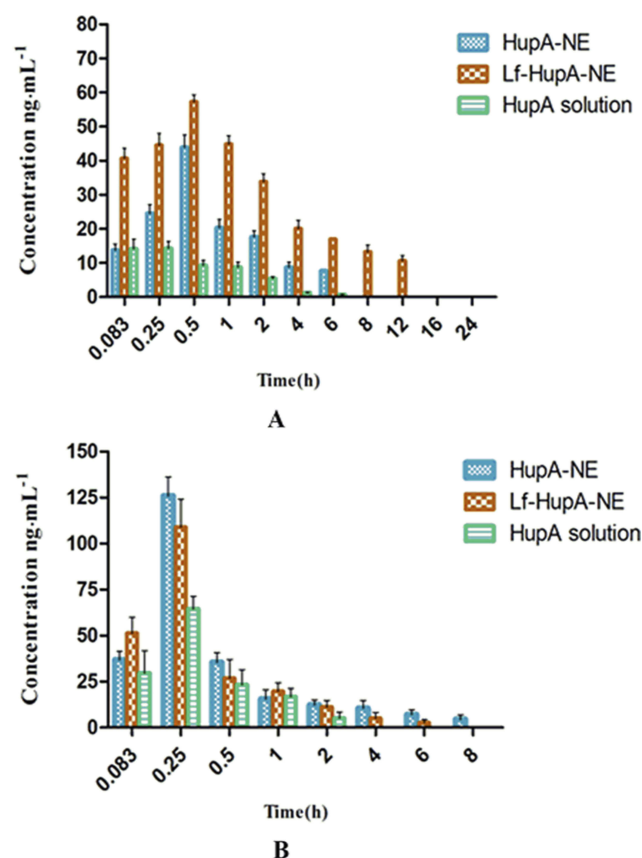 80
70
60
50
40
30
20
10
0
Concentration ng·mL⁻¹
HupA-NE
Lf-HupA-NE
HupA solution
0.083
0.25
0.5
1
2
4
6
8
12
16
24
Time(h)
A
150
125
100
75
50
25
0
Concentration ng·mL⁻¹
HupA-NE
Lf-HupA-NE
HupA solution
0.083
0.25
0.5
1
2
4
6
8
Time(h)
B